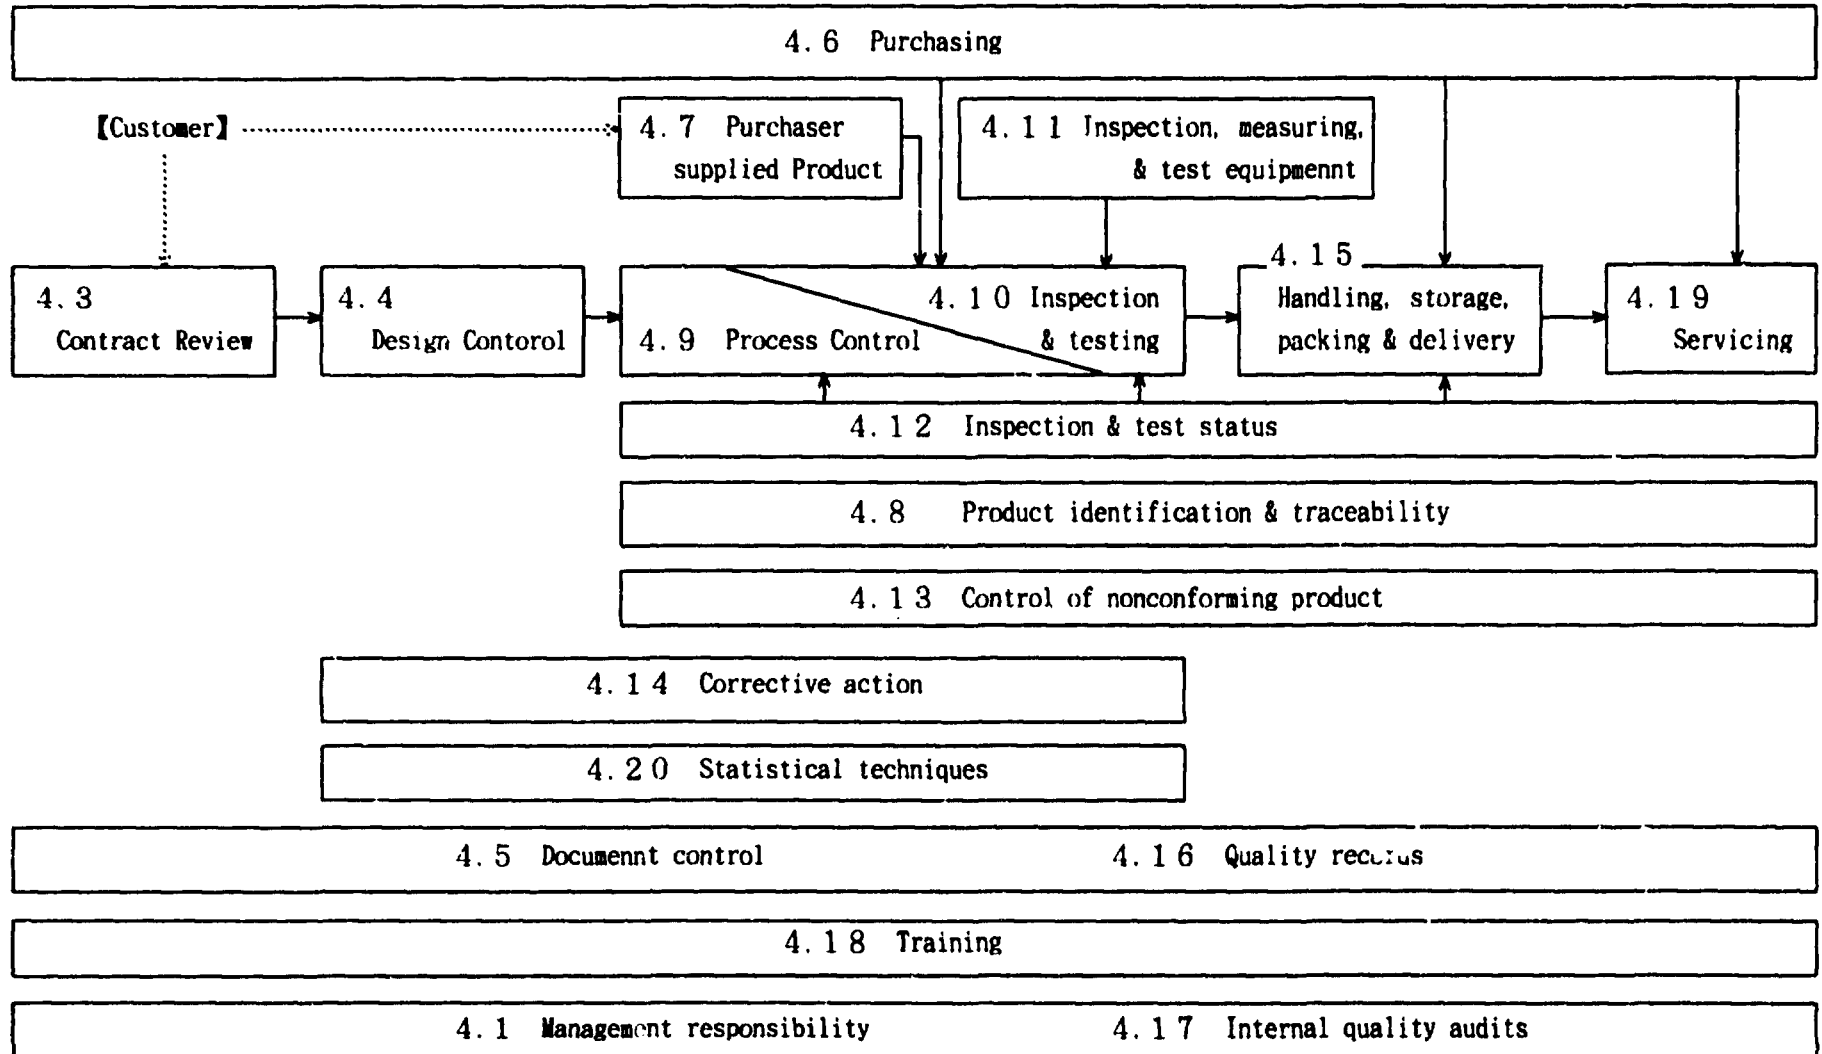 4.6 Purchasing
【Customer】
4.7 Purchaser
supplied Product
4.11 Inspection, measuring,
& test equipmennt
4.3
Contract Review
4.4
Design Contorol
4.9 Process Control
4.10 Inspection
& testing
4.15
Handling, storage,
packing & delivery
4.19
Servicing
4.12 Inspection & test status
4.8 Product identification & traceability
4.13 Control of nonconforming product
4.14 Corrective action
4.20 Statistical techniques
4.5 Documennt control
4.16 Quality records
4.18 Training
4.1 Management responsibility
4.17 Internal quality audits